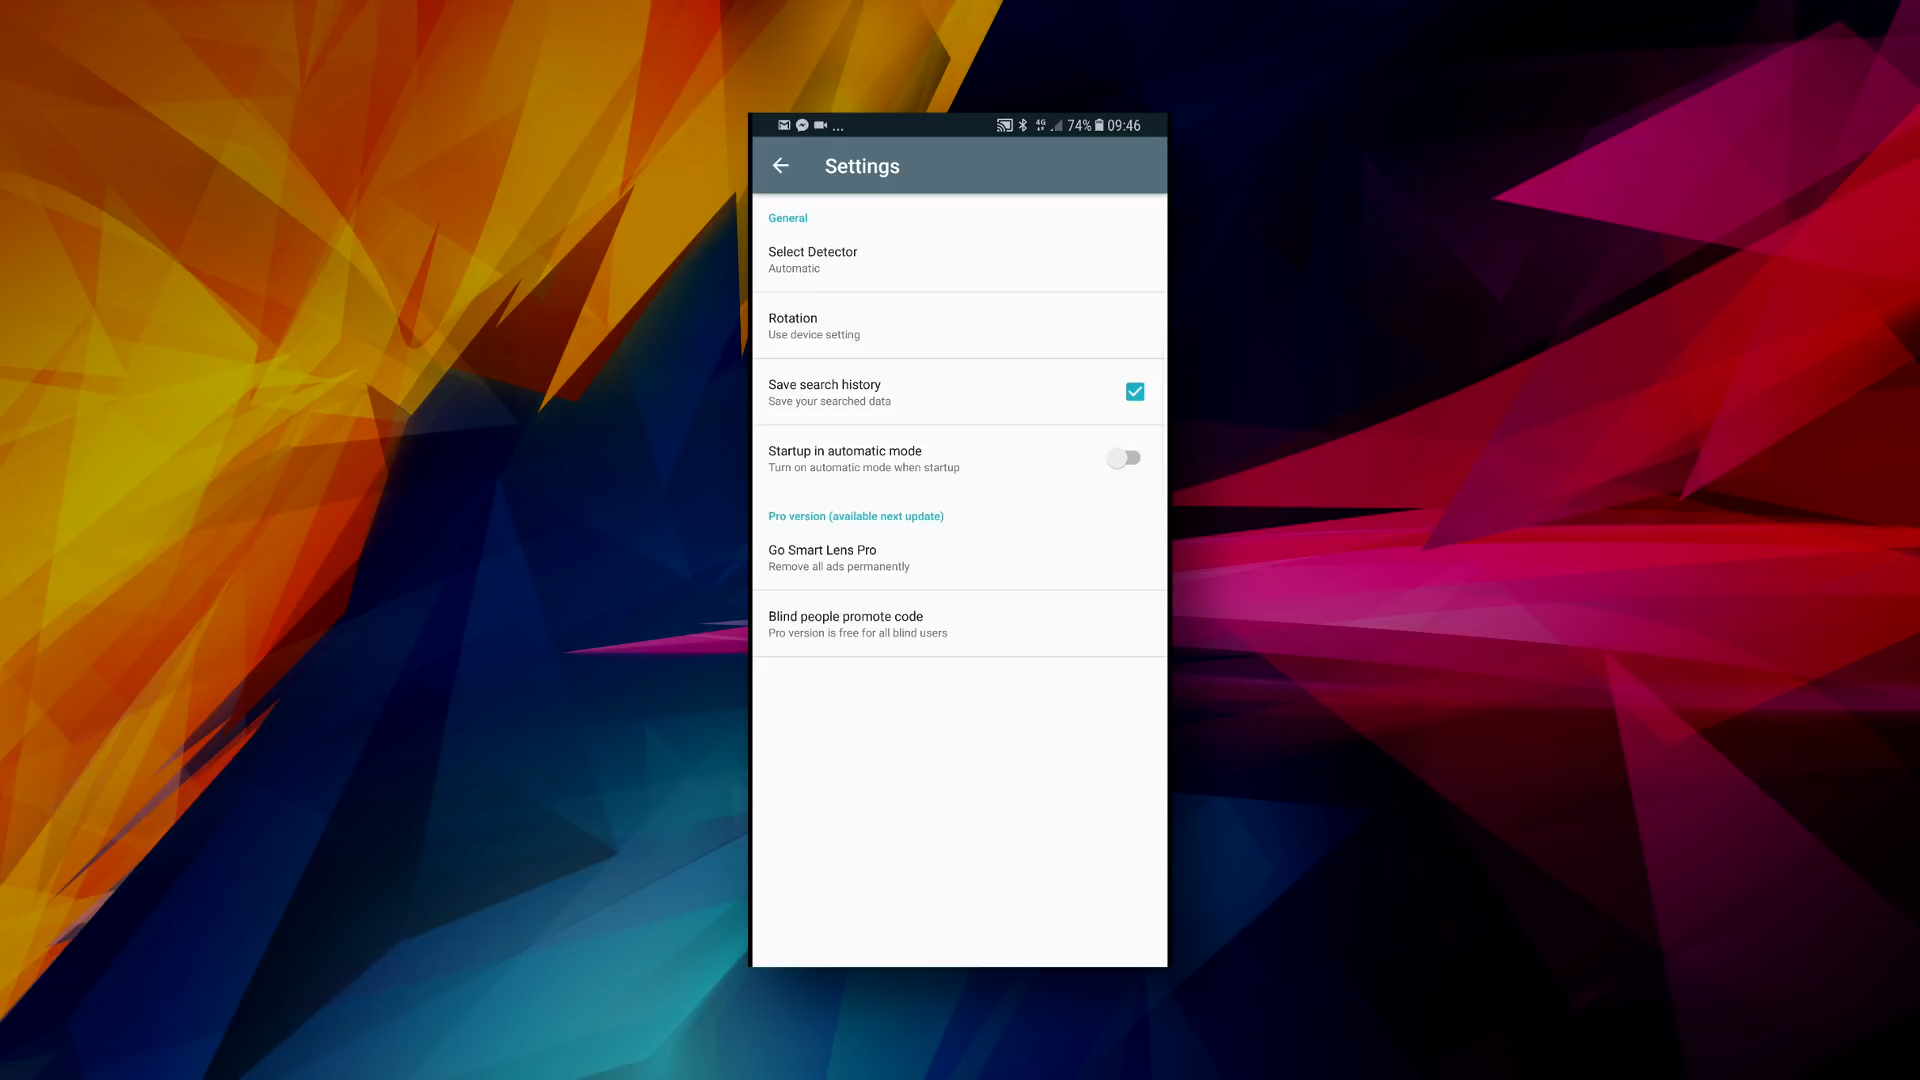 ... 4G 74% 09:46
Settings
General
Select Detector
Automatic
Rotation
Use device setting
Save search history
Save your searched data
Startup in automatic mode
Turn on automatic mode when startup
Pro version (available next update)
Go Smart Lens Pro
Remove all ads permanently
Blind people promote code
Pro version is free for all blind users